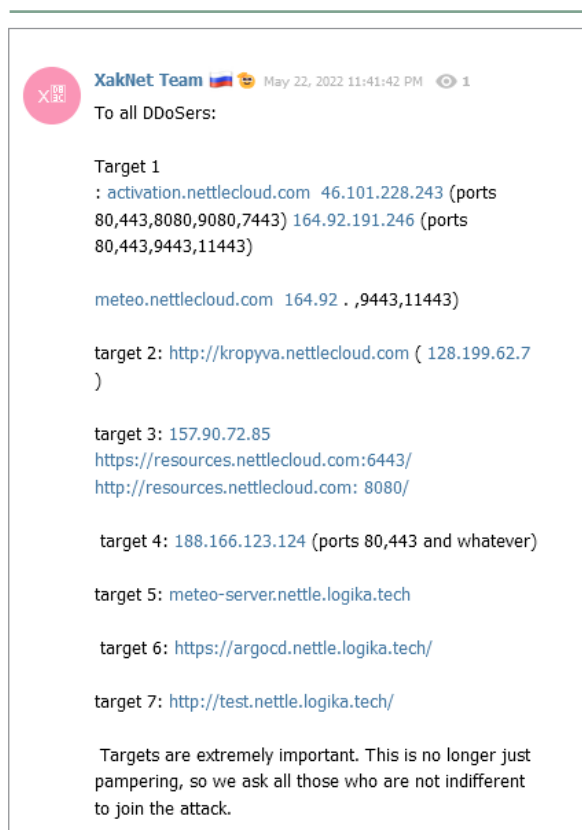 XakNet Team May 22, 2022 11:41:42 PM 1
To all DDoSers:
Target 1
: activation.nettlecloud.com 46.101.228.243 (ports
80,443,8080,9080,7443) 164.92.191.246 (ports
80,443,9443,11443)
meteo.nettlecloud.com 164.92 . ,9443,11443)
target 2: http://kropyva.nettlecloud.com ( 128.199.62.7
)
target 3: 157.90.72.85
https://resources.nettlecloud.com:6443/
http://resources.nettlecloud.com: 8080/
target 4: 188.166.123.124 (ports 80,443 and whatever)
target 5: meteo-server.nettle.logika.tech
target 6: https://argocd.nettle.logika.tech/
target 7: http://test.nettle.logika.tech/
Targets are extremely important. This is no longer just
pampering, so we ask all those who are not indifferent
to join the attack.